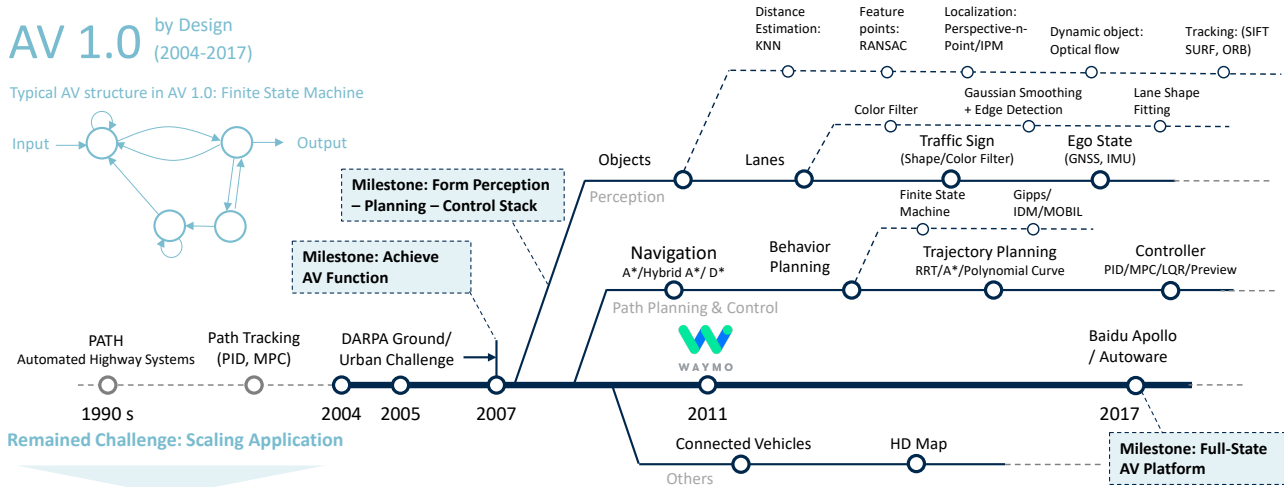 AV 1.0
by Design
(2004-2017)
Typical AV structure in AV 1.0: Finite State Machine
Input
Output
Distance
Estimation:
KNN
Feature
points:
RANSAC
Localization:
Perspective-n-
Point/IPM
Dynamic object:
Optical flow
Tracking: (SIFT
SURF, ORB)
Color Filter
Gaussian Smoothing
+ Edge Detection
Lane Shape
Fitting
Objects
Lanes
Traffic Sign
(Shape/Color Filter)
Ego State
(GNSS, IMU)
Perception
Milestone: Form Perception
– Planning – Control Stack
Finite State
Machine
Gipps/
IDM/MOBIL
Milestone: Achieve
AV Function
Navigation
A*/Hybrid A*/ D*
Behavior
Planning
Trajectory Planning
RRT/A*/Polynomial Curve
Controller
PID/MPC/LQR/Preview
Path Planning & Control
PATH
Automated Highway Systems
Path Tracking
(PID, MPC)
DARPA Ground/
Urban Challenge
WAYMO
Baidu Apollo
/ Autoware
1990 s
2004
2005
2007
2011
2017
Remained Challenge: Scaling Application
Connected Vehicles
HD Map
Others
Milestone: Full-State
AV Platform